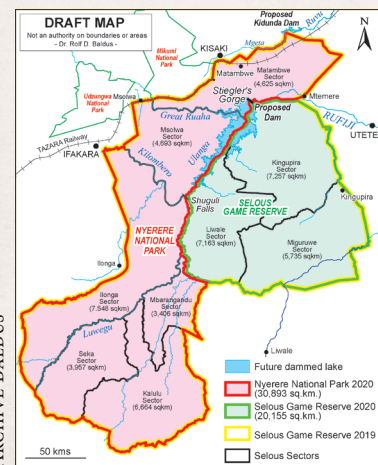 DRAFT MAP
Not an authority on boundaries or areas
- Dr. Rolf D. Baldus -
Proposed
Kidunda Dam
Ruvu
N
Mikumi
National
Park
KISAKI
Mgeta
Matambwe
Matambwe
Sector
(4,625 sqkm)
Udzungwa
National
Park
Msolwa
Stiegler's
Gorge
Mtemere
TAZARA Railway
Great Ruaha
Proposed
Dam
RUFIJI
UTETE
IFAKARA
Msolwa
Sector
(4,693 sqkm)
Ulanga
Kilombero
Kingupira
Sector
(7,257 sqkm)
Kingupira
Shuguli
Falls
SELOUS
GAME RESERVE
NYERERE
NATIONAL
PARK
Liwale
Sector
(7,163 sqkm)
Miguruwe
Sector
(5,735 sqkm)
Ilonga
Ilonga
Sector
(7.548 sqkm)
Mbarangandu
Sector
(3,406 sqkm)
Luwegu
Liwale
Seka
Sector
(3,957 sqkm)
Kalulu
Sector
(6,664 sqkm)
Future dammed lake
Nyerere National Park 2020
(30,893 sq.km.)
Selous Game Reserve 2020
(20,155 sq.km.)
Selous Game Reserve 2019
Selous Sectors
50 kms
ARCHIVE BALDUS